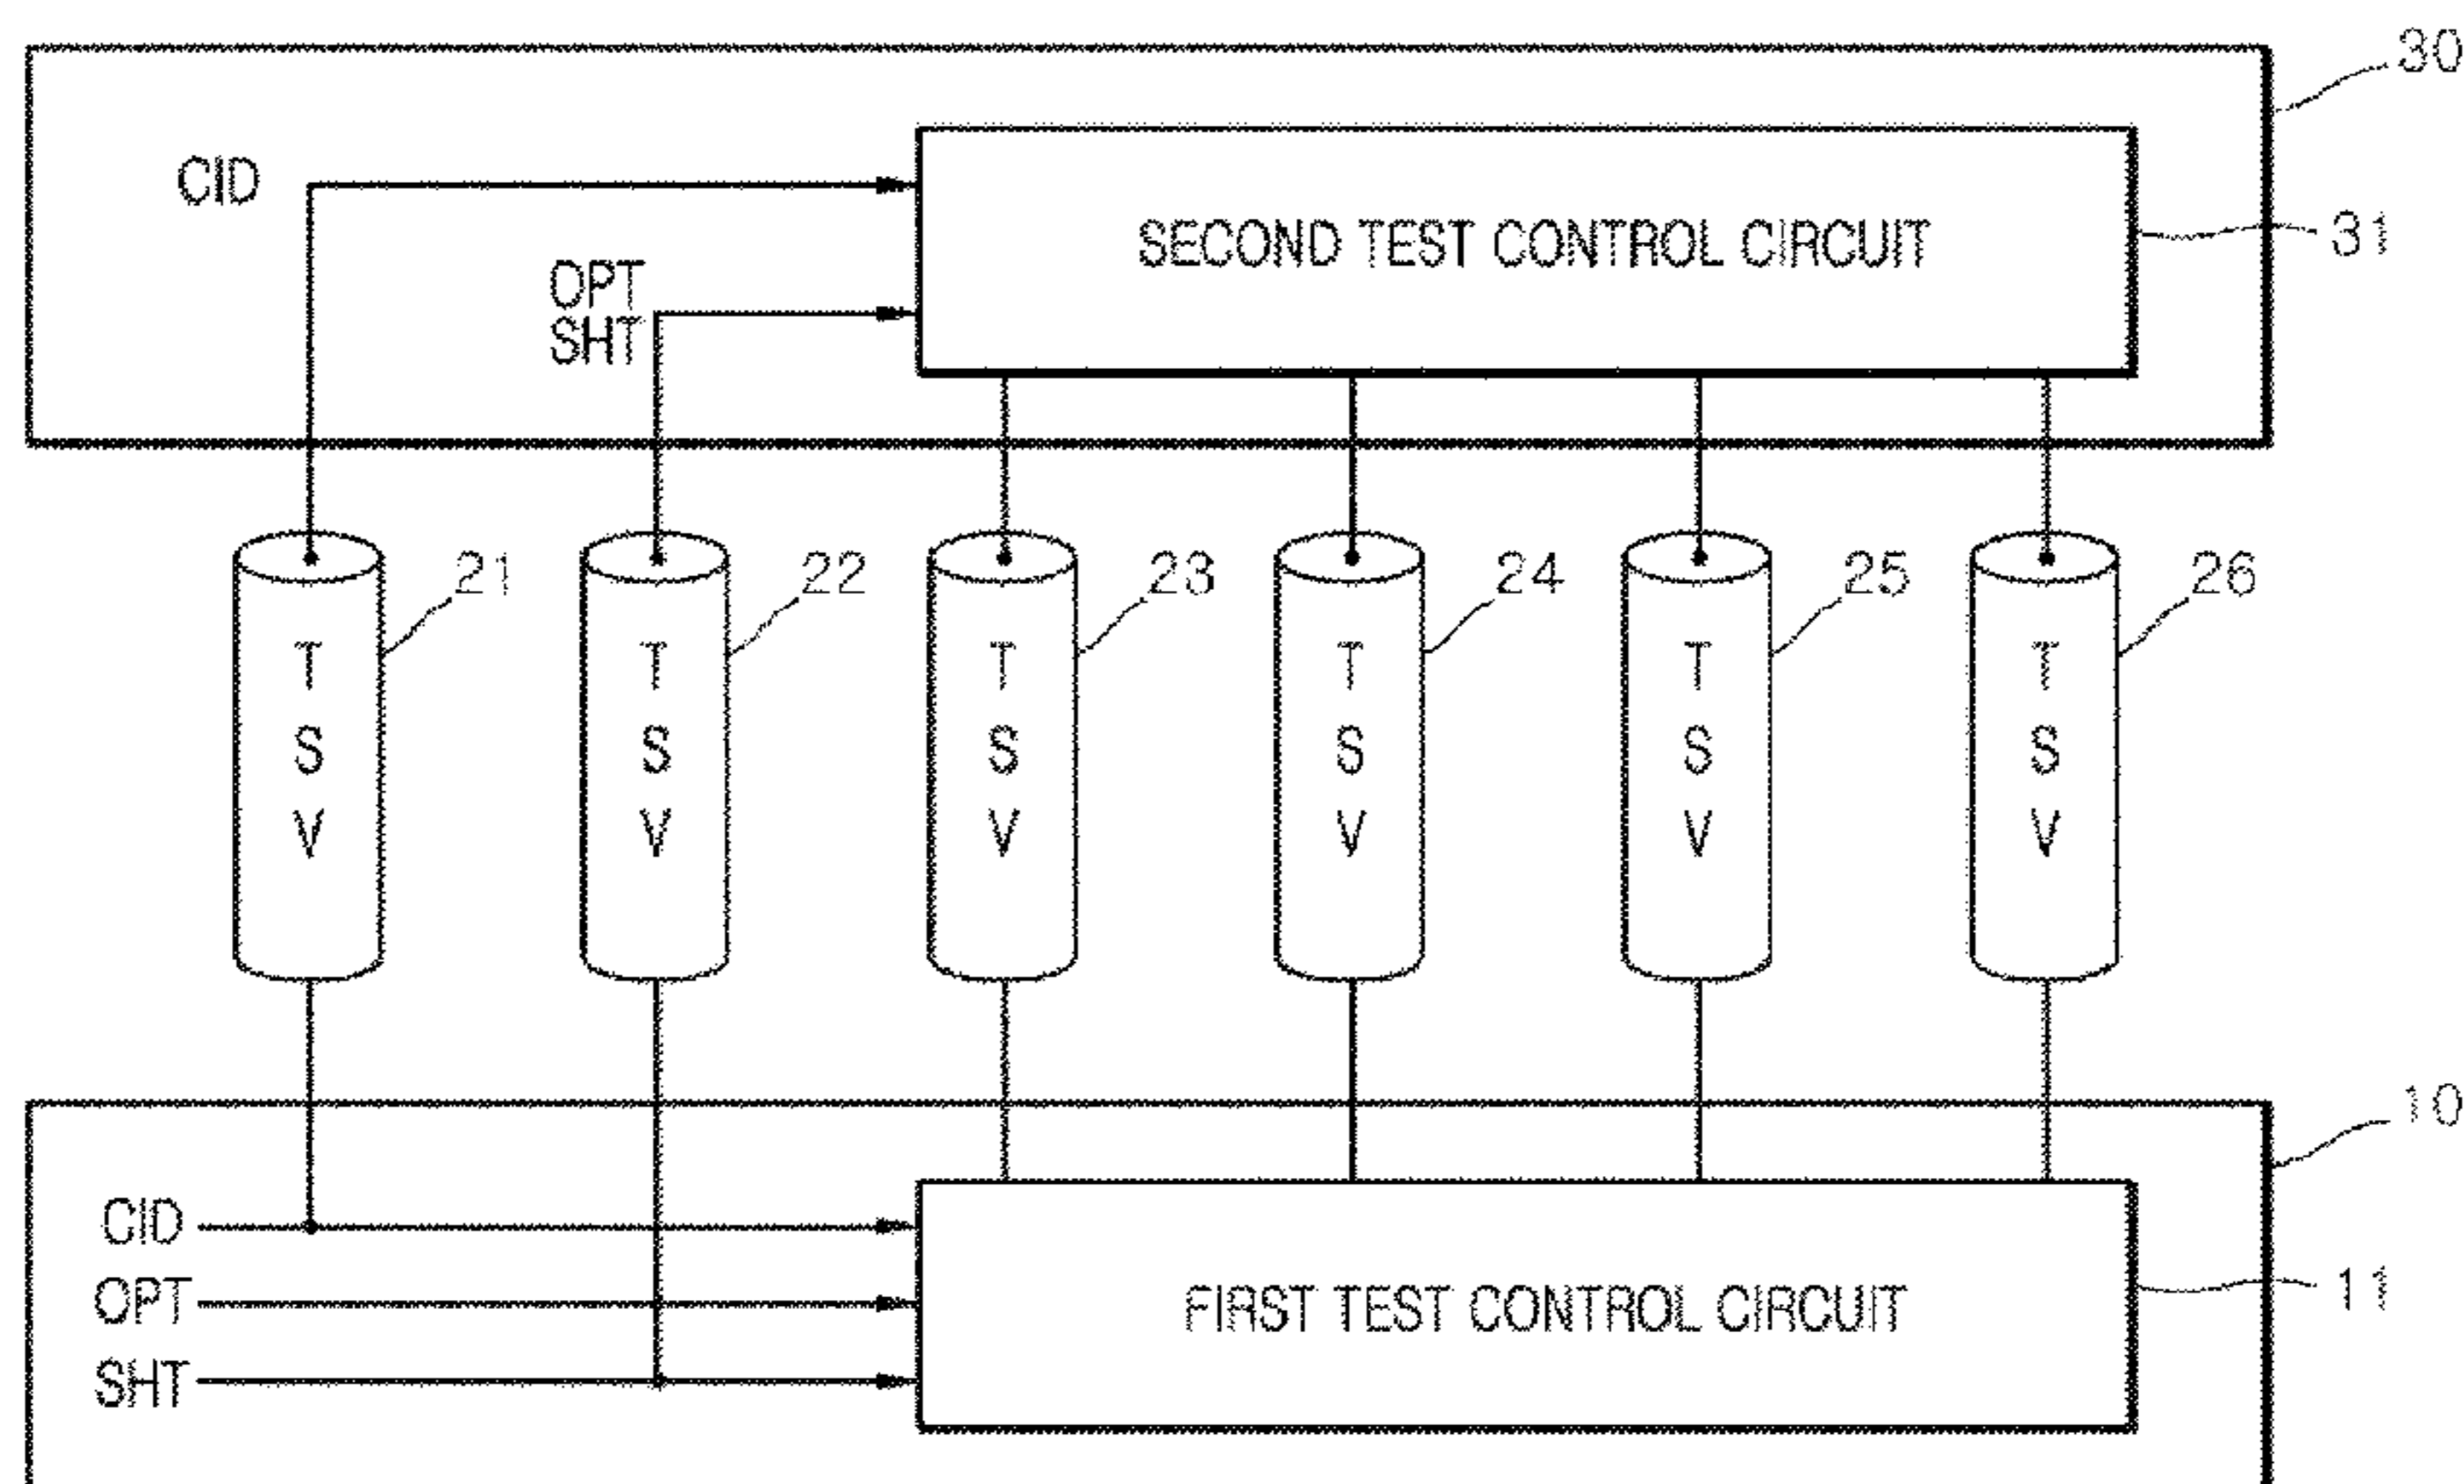 30
CID
SECOND TEST CONTROL CIRCUIT
31
OPT
SHT
21
22
23
24
25
26
T
S
V
T
S
V
T
S
V
T
S
V
T
S
V
T
S
V
10
CID
OPT
SHT
FIRST TEST CONTROL CIRCUIT
11